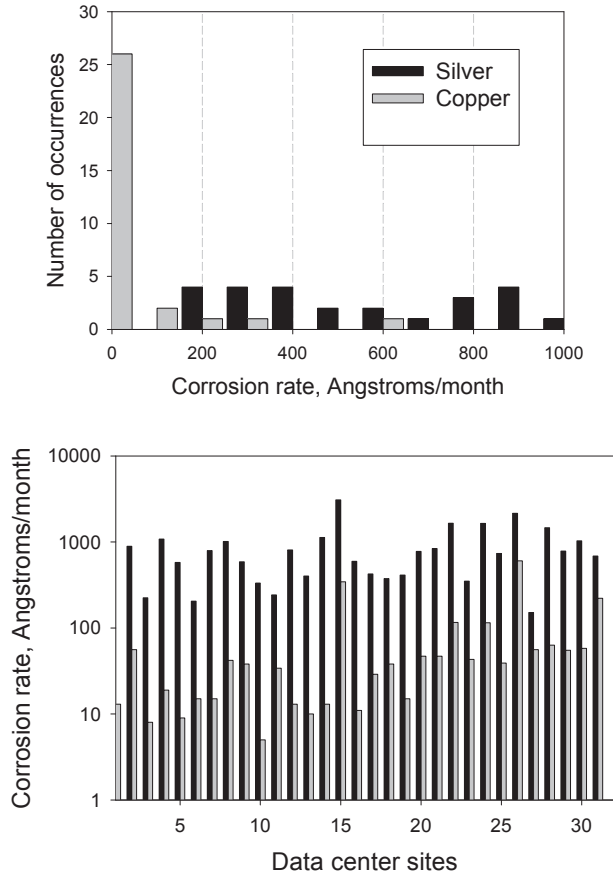 30
25
20
15
10
5
0
Number of occurrences
Silver
Copper
0 200 400 600 800 1000
Corrosion rate, Angstroms/month
10000
1000
100
10
1
Corrosion rate, Angstroms/month
5 10 15 20 25 30
Data center sites